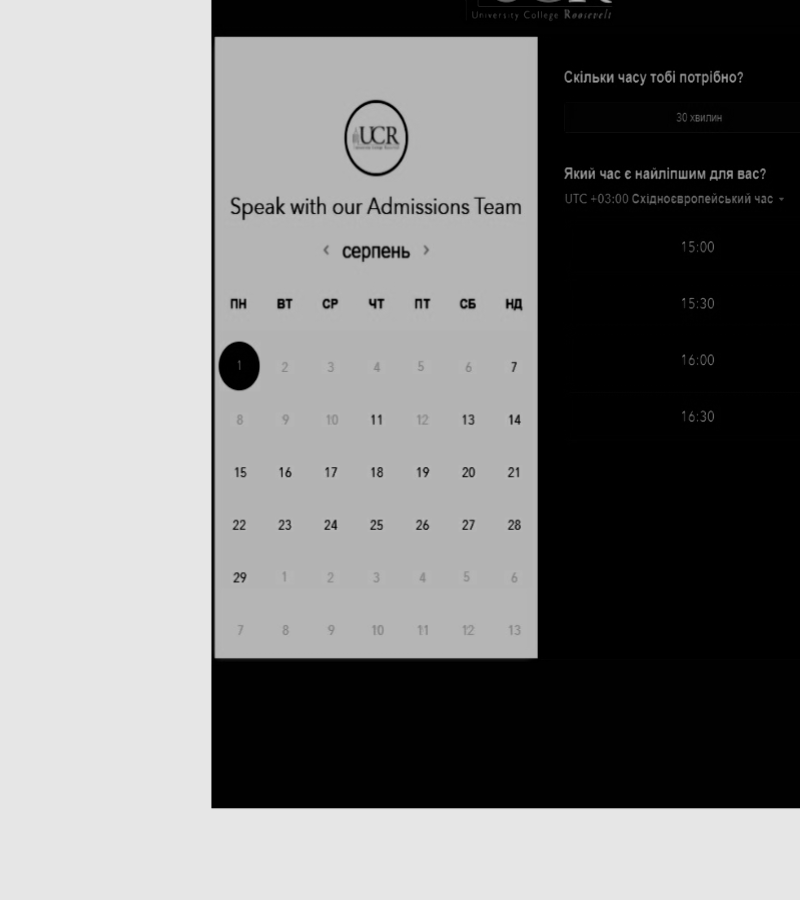 University College Roosevelt
UCR
Speak with our Admissions Team
‹ серпень ›
ПН ВТ СР ЧТ ПТ СБ НД
1 2 3 4 5 6 7
8 9 10 11 12 13 14
15 16 17 18 19 20 21
22 23 24 25 26 27 28
29 1 2 3 4 5 6
7 8 9 10 11 12 13
Скільки часу тобі потрібно?
30 хвилин
Який час є найліпшим для вас?
UTC +03:00 Східноєвропейський час
15:00
15:30
16:00
16:30